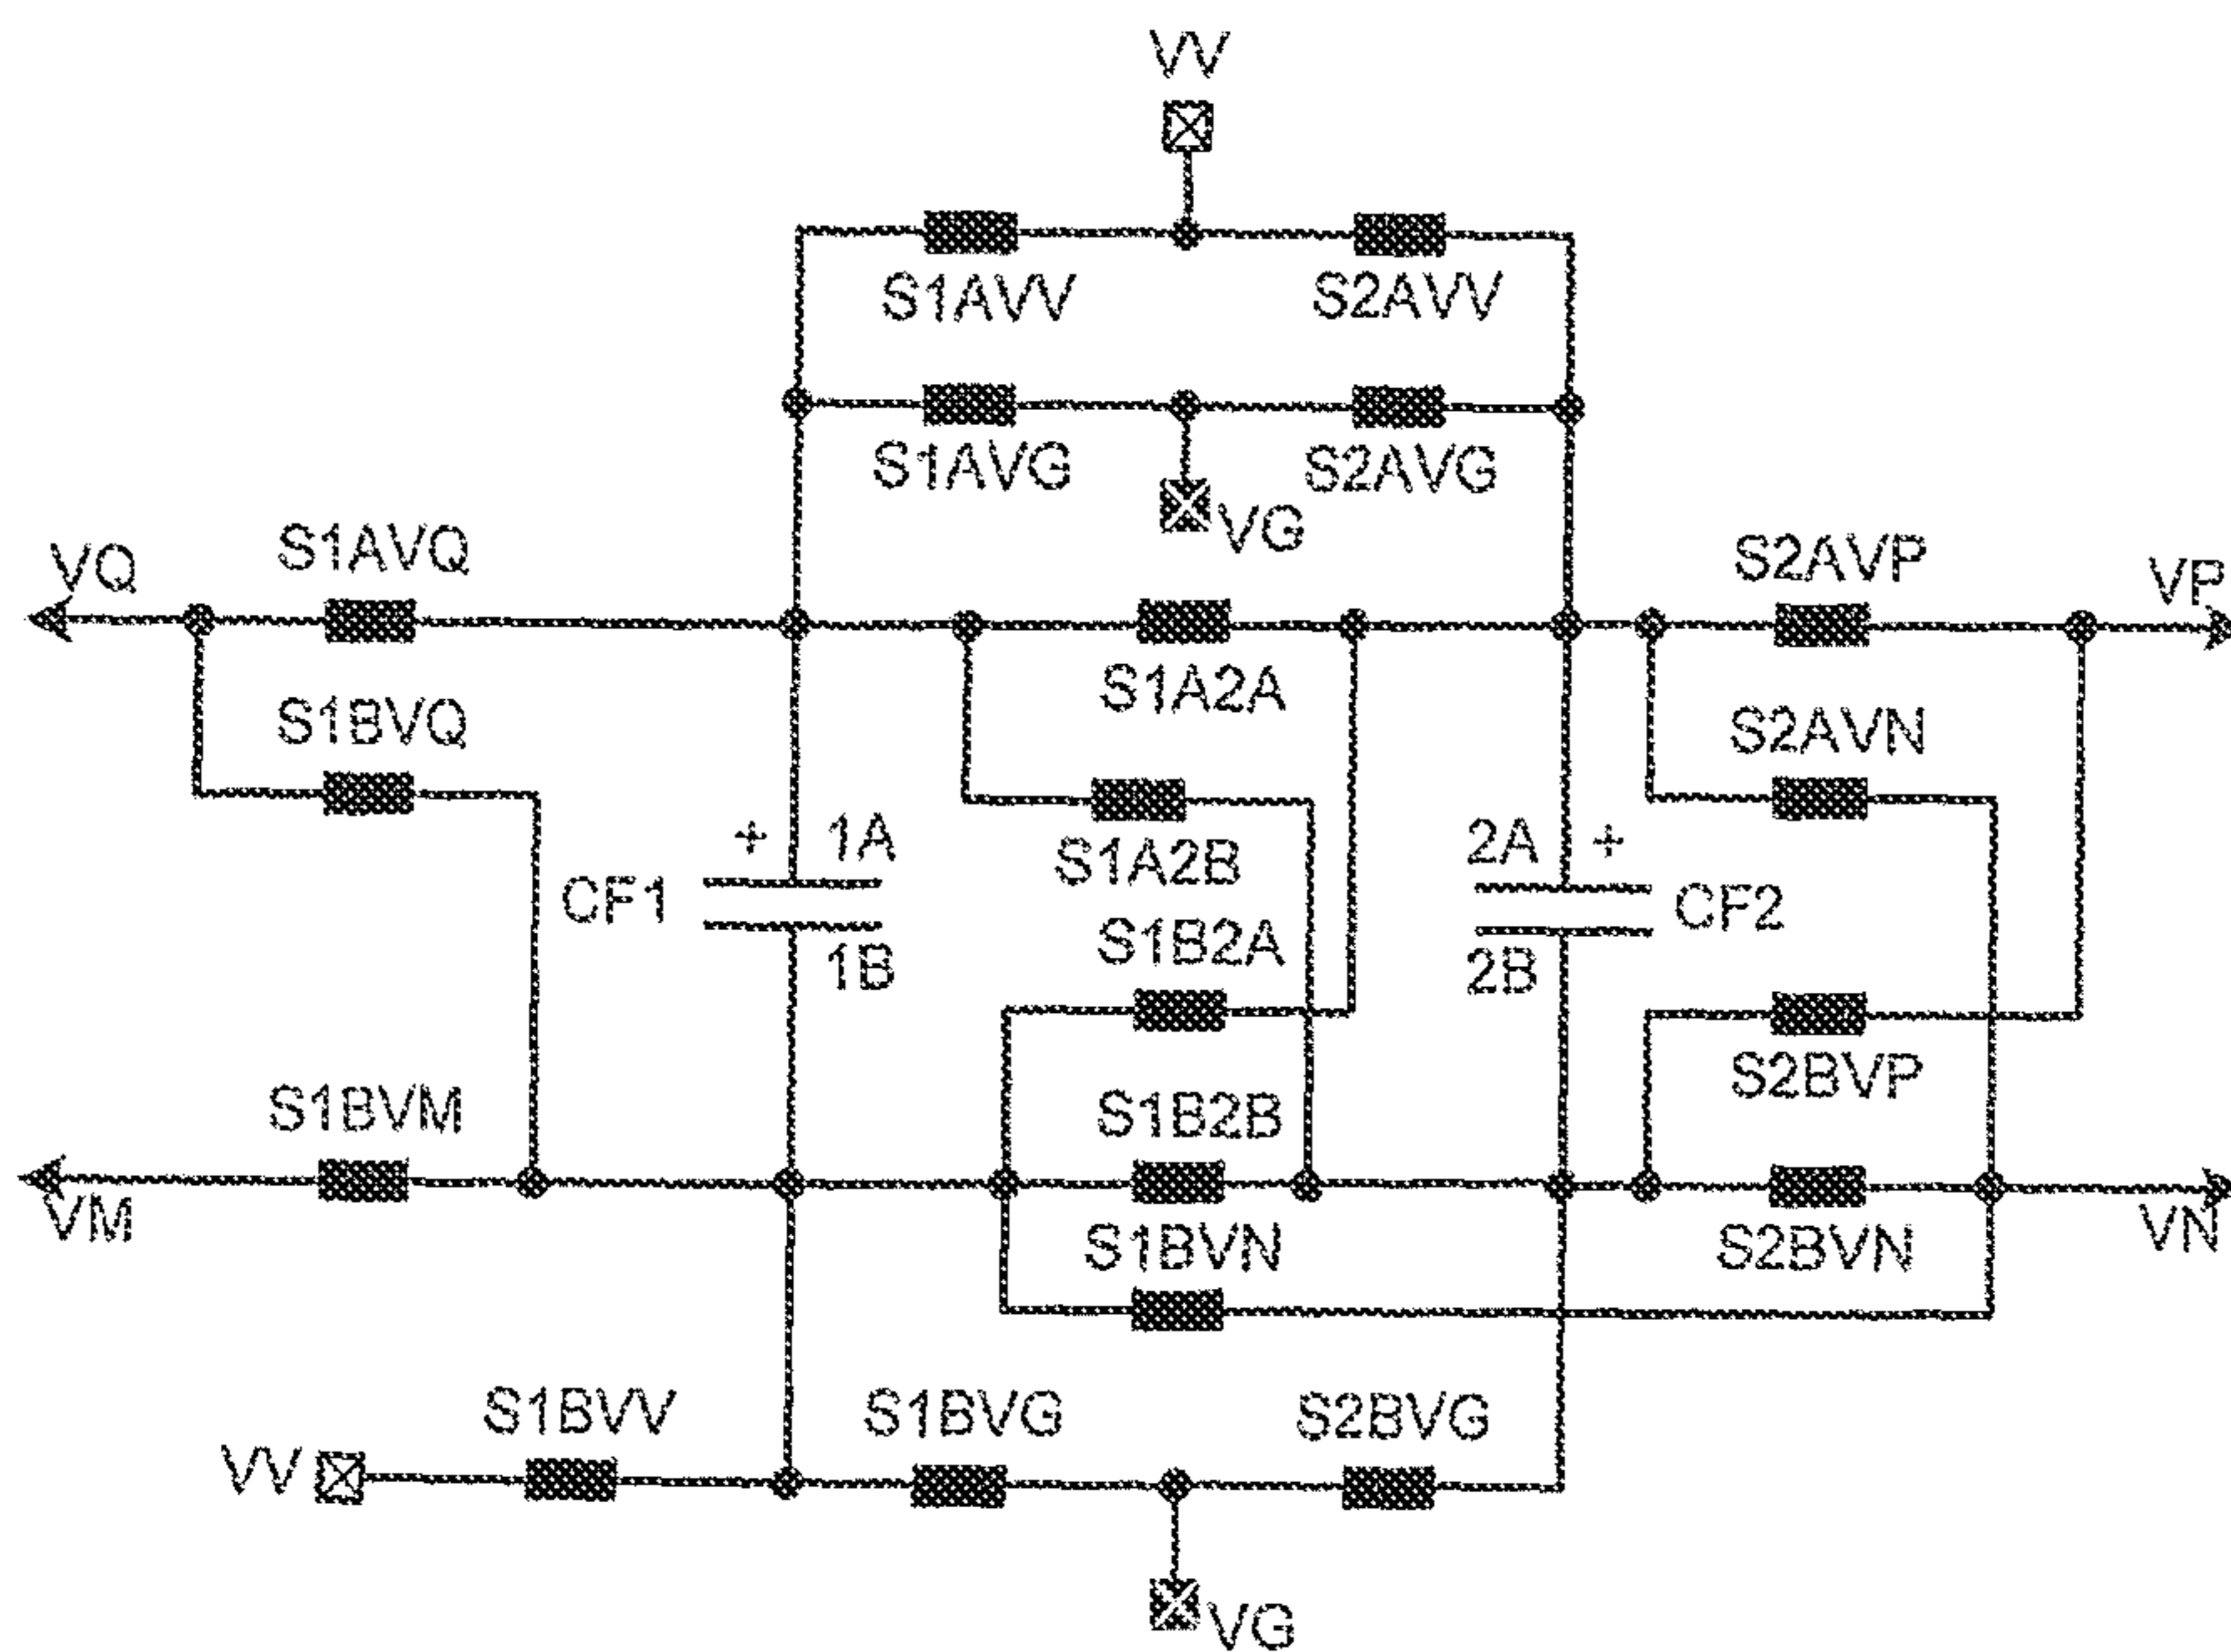 VV
S1AVV
S2AVV
S1AVG
S2AVG
VG
VQ
S1AVQ
S2AVP
VP
S1A2A
S1BVQ
S2AVN
+ 1A
2A +
S1A2B
CF1
CF2
S1B2A
1B
2B
S2BVP
S1BVM
S1B2B
VM
S1BVN
S2BVN
VN
S1BVV
S1BVG
S2BVG
VV
VG